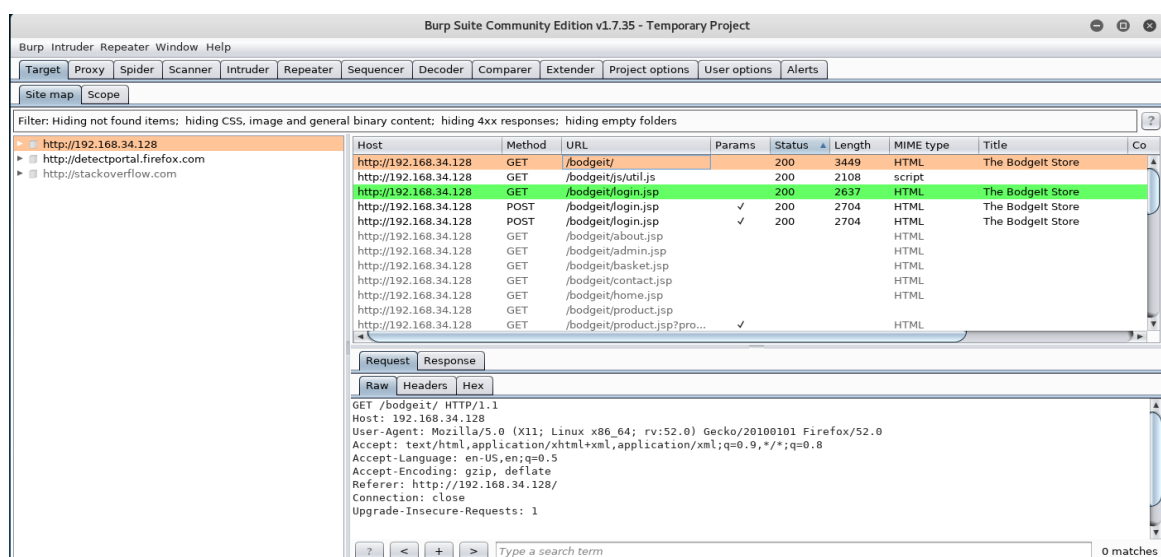 Burp Suite Community Edition v1.7.35 - Temporary Project
Burp Intruder Repeater Window Help
Target Proxy Spider Scanner Intruder Repeater Sequencer Decoder Comparer Extender Project options User options Alerts
Site map Scope
Filter: Hiding not found items; hiding CSS, image and general binary content; hiding 4xx responses; hiding empty folders ?
http://192.168.34.128
http://detectportal.firefox.com
http://stackoverflow.com
Host Method URL Params Status Length MIME type Title Co
http://192.168.34.128 GET /bodgeit/ 200 3449 HTML The BodgeIt Store
http://192.168.34.128 GET /bodgeit/js/util.js 200 2108 script
http://192.168.34.128 GET /bodgeit/login.jsp 200 2637 HTML The BodgeIt Store
http://192.168.34.128 POST /bodgeit/login.jsp ✓ 200 2704 HTML The BodgeIt Store
http://192.168.34.128 POST /bodgeit/login.jsp ✓ 200 2704 HTML The BodgeIt Store
http://192.168.34.128 GET /bodgeit/about.jsp HTML
http://192.168.34.128 GET /bodgeit/admin.jsp HTML
http://192.168.34.128 GET /bodgeit/basket.jsp HTML
http://192.168.34.128 GET /bodgeit/contact.jsp HTML
http://192.168.34.128 GET /bodgeit/home.jsp HTML
http://192.168.34.128 GET /bodgeit/product.jsp
http://192.168.34.128 GET /bodgeit/product.jsp?pro... ✓ HTML
Request Response
Raw Headers Hex
GET /bodgeit/ HTTP/1.1
Host: 192.168.34.128
User-Agent: Mozilla/5.0 (X11; Linux x86_64; rv:52.0) Gecko/20100101 Firefox/52.0
Accept: text/html,application/xhtml+xml,application/xml;q=0.9,*/*;q=0.8
Accept-Language: en-US,en;q=0.5
Accept-Encoding: gzip, deflate
Referer: http://192.168.34.128/
Connection: close
Upgrade-Insecure-Requests: 1
? < + > Type a search term 0 matches